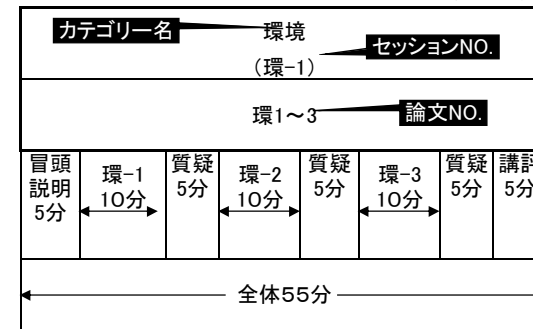 カテゴリー名
環境
(環-1)
セッションNO.
環1～3
論文NO.
冒頭
説明
5分
環-1
10分
質疑
5分
環-2
10分
質疑
5分
環-3
10分
質疑
5分
講評
5分
全体55分